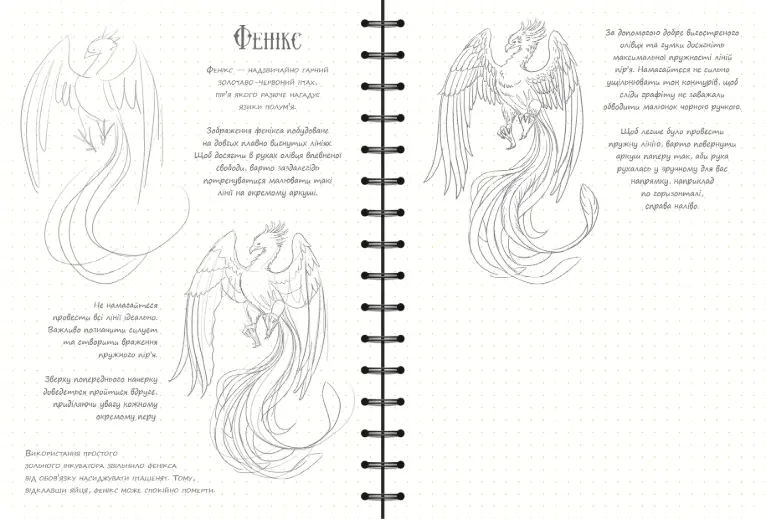 Фенікс
Фенікс — надзвичайно гарний
золотаво-червоний птах,
пір'я якого разюче нагадує
язики полум'я.
Зображення фенікса побудоване
на довгих плавно вигнутих лініях.
Щоб досягти в рухах олівця впевненої
свободи, варто заздалегідь
потренуватися малювати такі
лінії на окремому аркуші.
Не намагайтеся
провести всі лінії ідеально.
Важливо позначити силует
та створити враження
пружного пір'я.
Зверху попереднього начерку
доведеться пройтися вдруге,
приділяючи увагу кожному
окремому перу.
Використання простого
зольного інкубатора звільнило фенікса
від обов'язку насиджувати пташенят. Тому,
відклавши яйця, фенікс може спокійно померти.
За допомогою добре вигостреного
олівця та гумки досягніть
максимальної пружності ліній
пір'я. Намагайтеся не сильно
ущільнювати тон контурів, щоб
сліди графіту не заважали
обводити малюнок чорною ручкою.
Щоб легше було провести
пружну лінію, варто повернути
аркуш паперу так, аби рука
рухалась у зручному для вас
напрямку, наприклад
по горизонталі,
справа наліво.